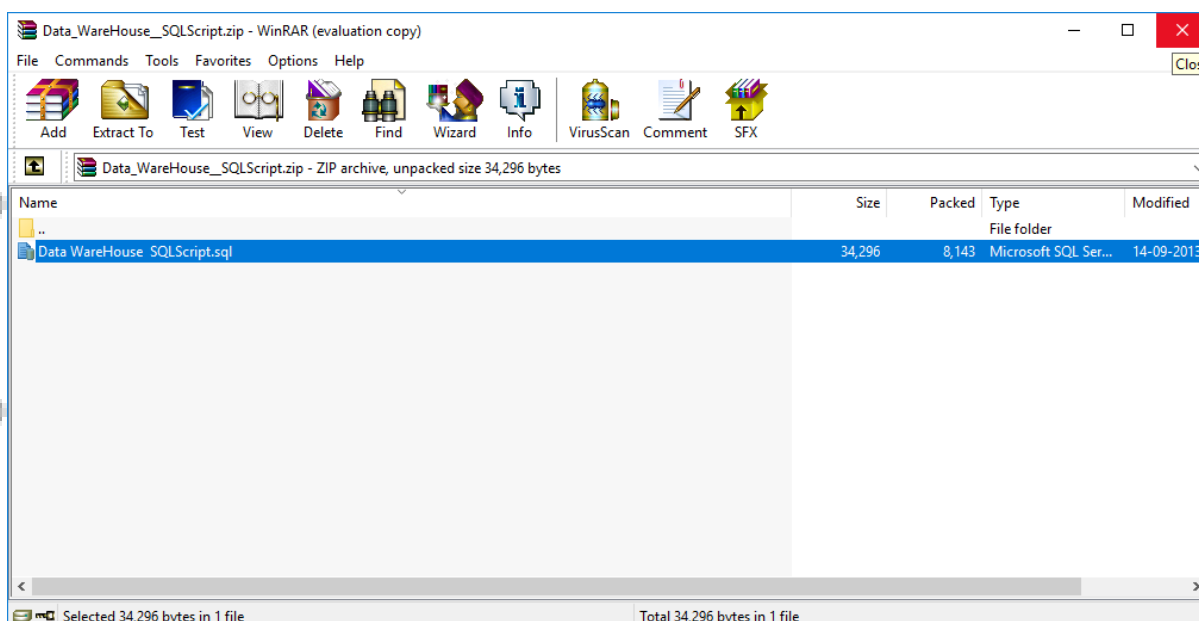 Data_WareHouse__SQLScript.zip - WinRAR (evaluation copy)
File Commands Tools Favorites Options Help
Clos
Add Extract To Test View Delete Find Wizard Info VirusScan Comment SFX
Data_WareHouse__SQLScript.zip - ZIP archive, unpacked size 34,296 bytes
Name Size Packed Type Modified
.. File folder
Data WareHouse SQLScript.sql 34,296 8,143 Microsoft SQL Ser... 14-09-2013
Selected 34,296 bytes in 1 file Total 34,296 bytes in 1 file